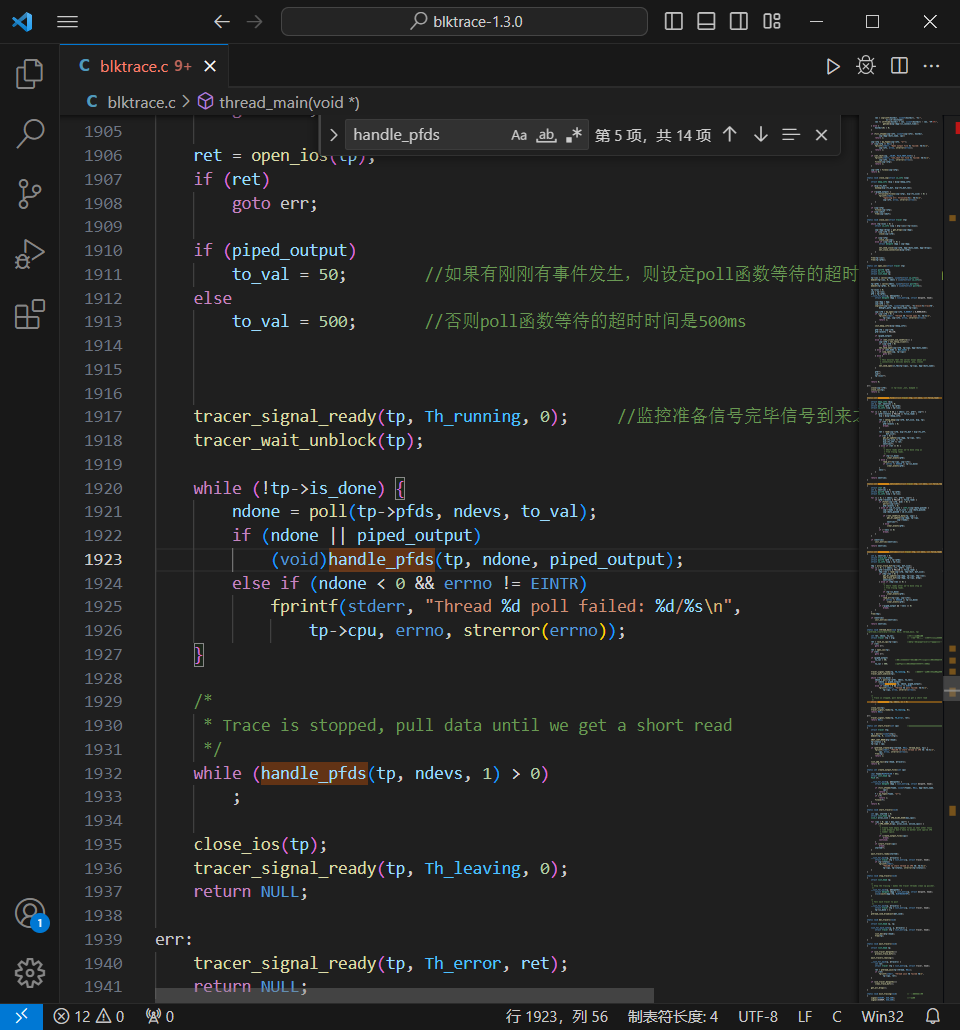 blktrace-1.3.0
C blktrace.c 9+
C blktrace.c > thread_main(void *)
handle_pfds Aa ab 第 5 项，共 14 项
1905
1906 ret = open_ios(tp);
1907 if (ret)
1908 goto err;
1909
1910 if (piped_output)
1911 to_val = 50; //如果有刚刚有事件发生，则设定poll函数等待的超时
1912 else
1913 to_val = 500; //否则poll函数等待的超时时间是500ms
1914
1915
1916
1917 tracer_signal_ready(tp, Th_running, 0); //监控准备信号完毕信号到来
1918 tracer_wait_unblock(tp);
1919
1920 while (!tp->is_done) {
1921 ndone = poll(tp->pfds, ndevs, to_val);
1922 if (ndone || piped_output)
1923 (void)handle_pfds(tp, ndone, piped_output);
1924 else if (ndone < 0 && errno != EINTR)
1925 fprintf(stderr, "Thread %d poll failed: %d/%s\n",
1926 tp->cpu, errno, strerror(errno));
1927 }
1928
1929 /*
1930 * Trace is stopped, pull data until we get a short read
1931 */
1932 while (handle_pfds(tp, ndevs, 1) > 0)
1933 ;
1934
1935 close_ios(tp);
1936 tracer_signal_ready(tp, Th_leaving, 0);
1937 return NULL;
1938
1939 err:
1940 tracer_signal_ready(tp, Th_error, ret);
1941 return NULL;
1
12 0 0 行 1923，列 56 制表符长度: 4 UTF-8 LF C Win32